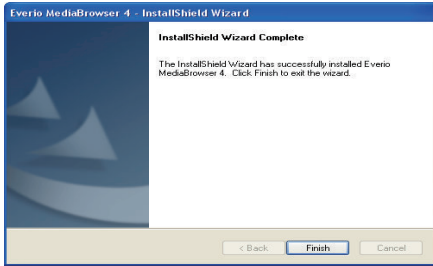 Everio MediaBrowser 4 - InstallShield Wizard
InstallShield Wizard Complete
The InstallShield Wizard has successfully installed Everio
MediaBrowser 4. Click Finish to exit the wizard.
< Back Finish Cancel